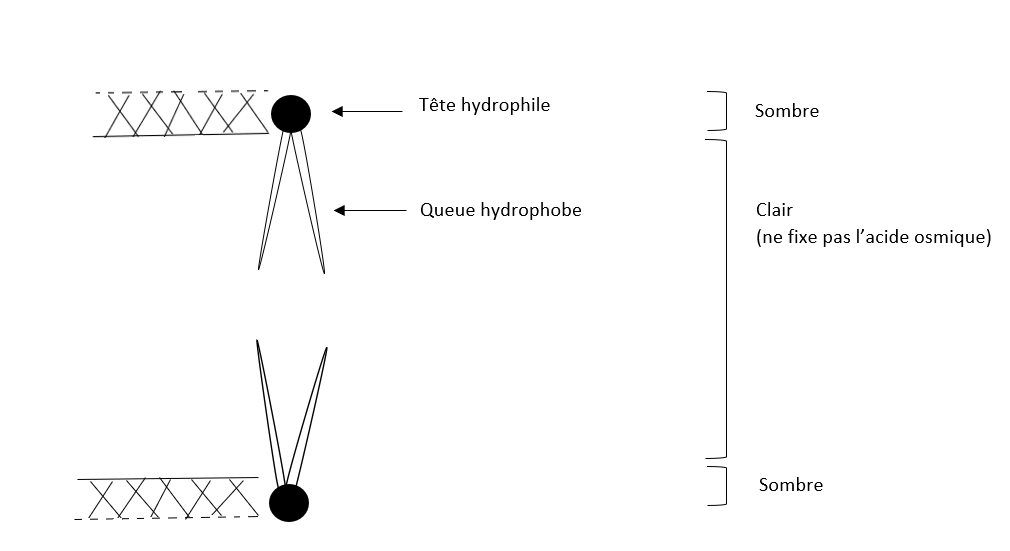 Tête hydrophile
Sombre
Queue hydrophobe
Clair
(ne fixe pas l’acide osmique)
Sombre